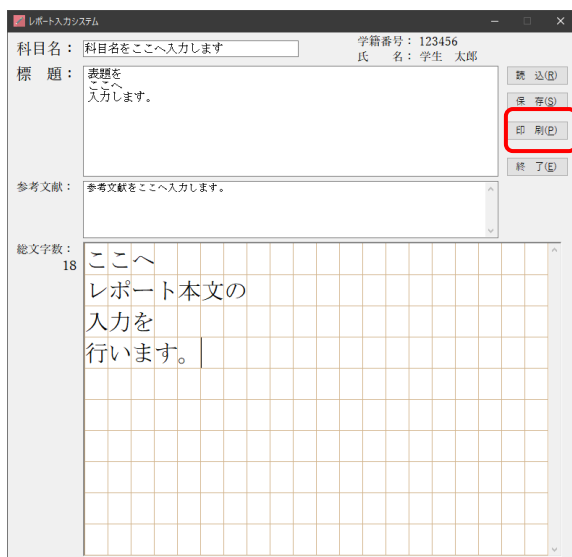 レポート入力システム
科目名： 科目名をここへ入力します
学籍番号： 123456
氏　　名： 学生　太郎
標　題： 表題を
ここへ
入力します。
読　込(R)
保　存(S)
印　刷(P)
終　了(E)
参考文献： 参考文献をここへ入力します。
総文字数：
18
ここへ
レポート本文の
入力を
行います。